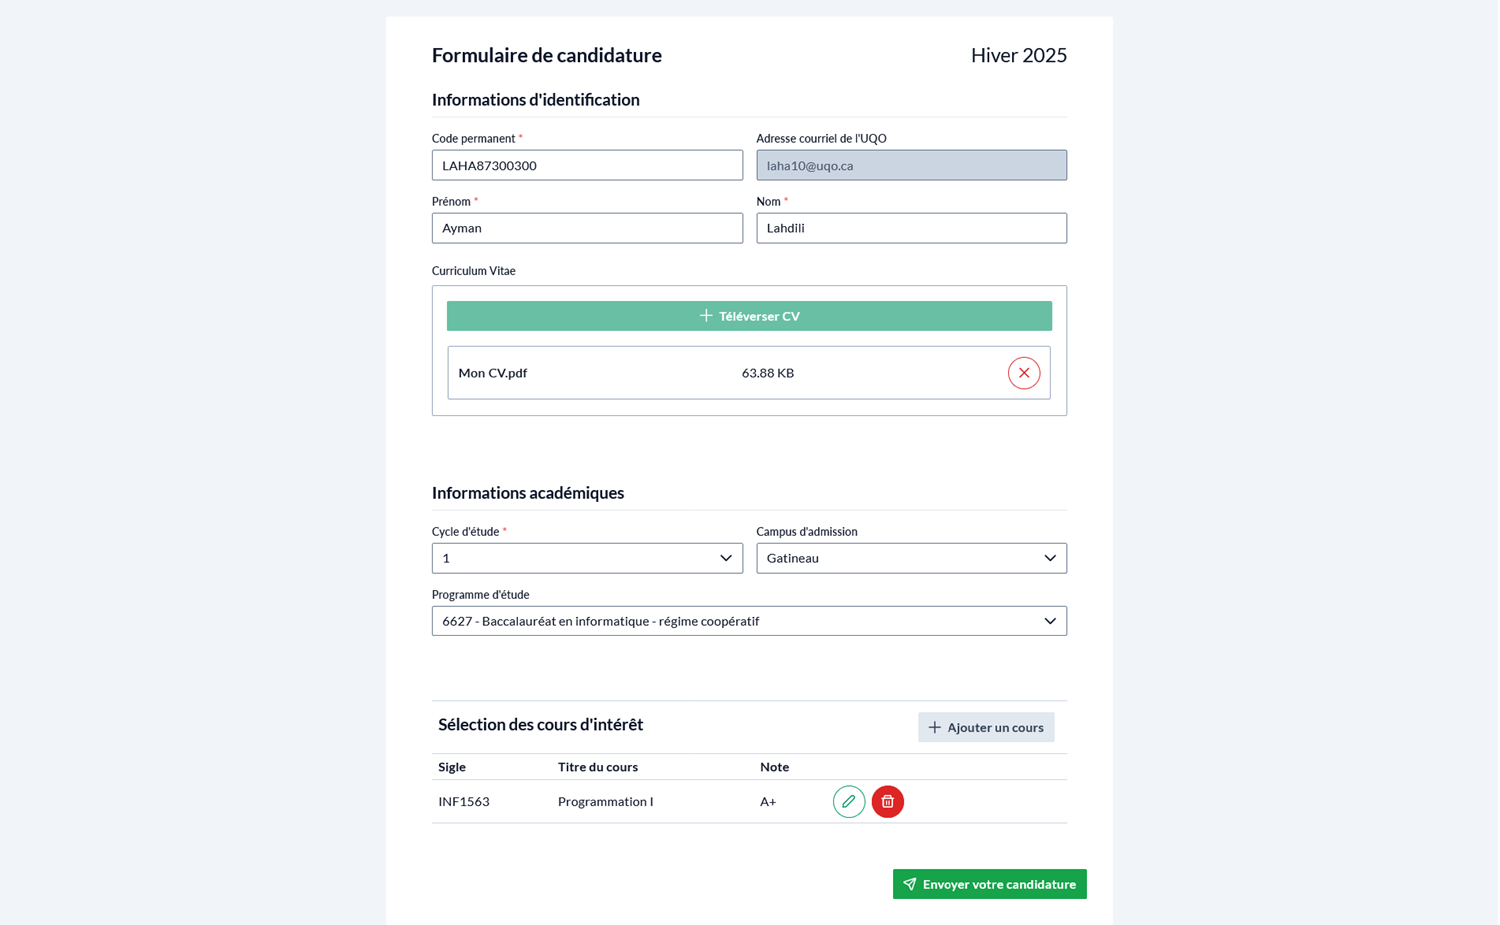 Formulaire de candidature Hiver 2025
Informations d'identification
Code permanent * Adresse courriel de l'UQO
LAHA87300300 laha10@uqo.ca
Prénom * Nom *
Ayman Lahdili
Curriculum Vitae
Téléverser CV
Mon CV.pdf 63.88 KB
Informations académiques
Cycle d'étude * Campus d'admission
1 Gatineau
Programme d'étude
6627 - Baccalauréat en informatique - régime coopératif
Sélection des cours d'intérêt Ajouter un cours
Sigle Titre du cours Note
INF1563 Programmation I A+
Envoyer votre candidature